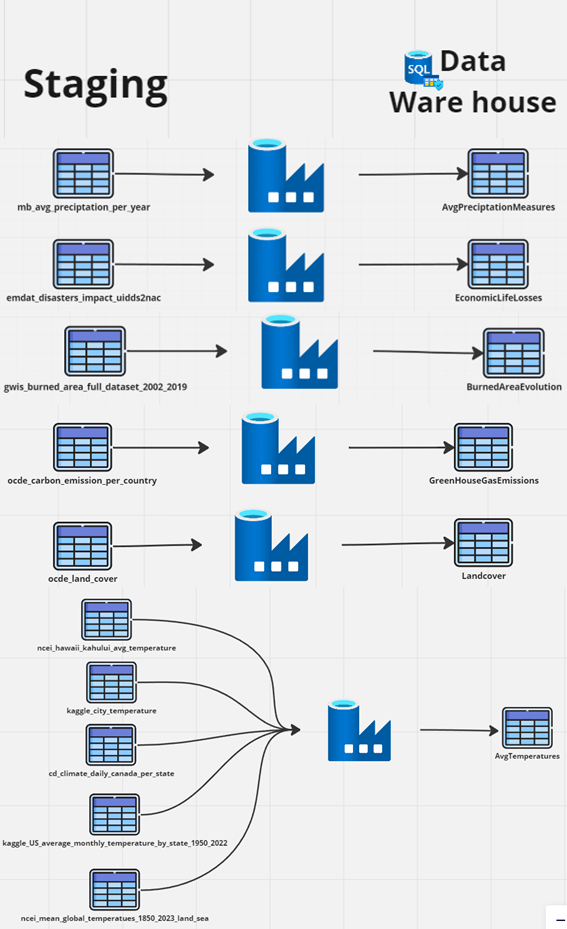 Staging
SQL
Data
Ware house
mb_avg_preciptation_per_year
AvgPreciptationMeasures
emdat_disasters_impact_uidds2nac
EconomicLifeLosses
gwis_burned_area_full_dataset_2002_2019
BurnedAreaEvolution
ocde_carbon_emission_per_country
GreenHouseGasEmissions
ocde_land_cover
Landcover
ncei_hawaii_kahului_avg_temperature
kaggle_city_temperature
cd_climate_daily_canada_per_state
AvgTemperatures
kaggle_US_average_monthly_temperature_by_state_1950_2022
ncei_mean_global_temperatues_1850_2023_land_sea